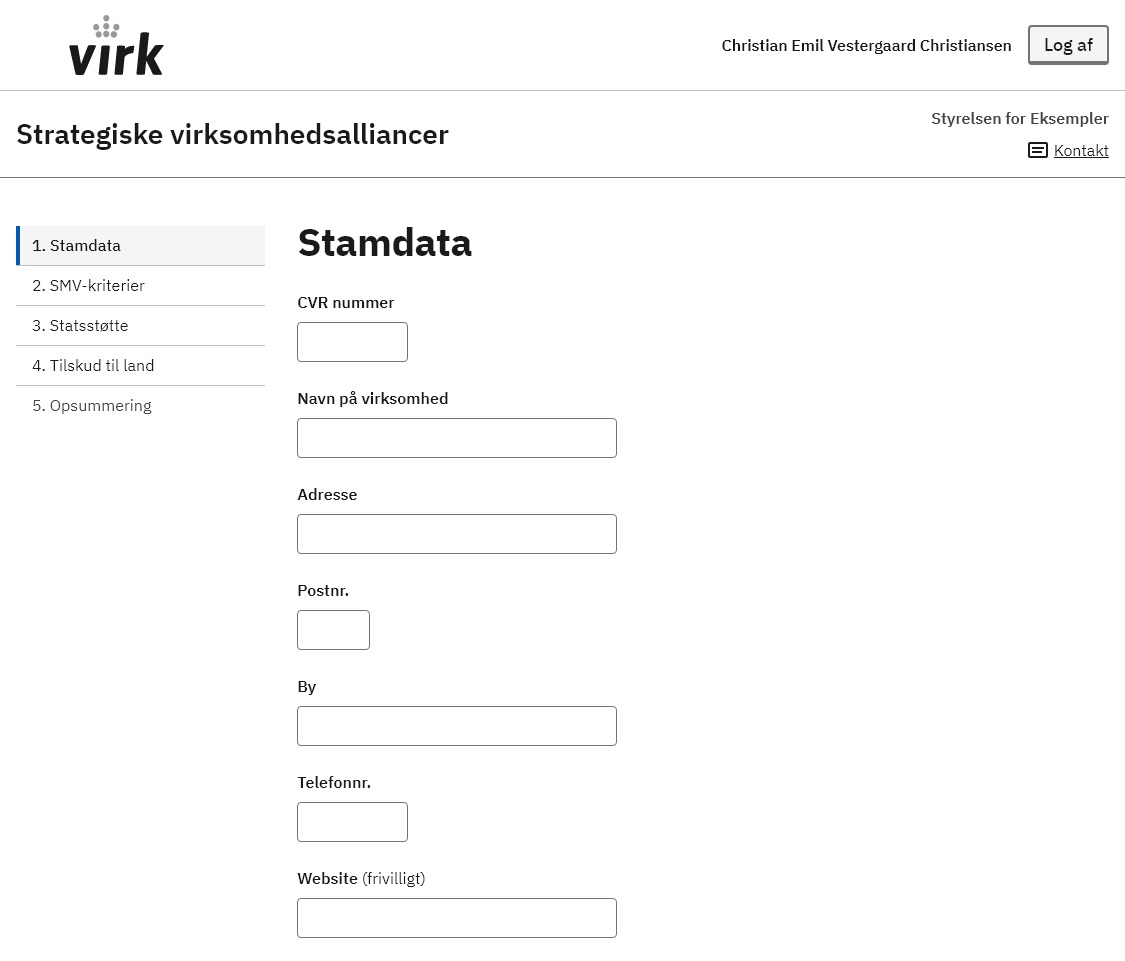 virk
Christian Emil Vestergaard Christiansen
Log af
Strategiske virksomhedsalliancer
Styrelsen for Eksempler
Kontakt
1. Stamdata
2. SMV-kriterier
3. Statsstøtte
4. Tilskud til land
5. Opsummering
Stamdata
CVR nummer
Navn på virksomhed
Adresse
Postnr.
By
Telefonnr.
Website (frivilligt)